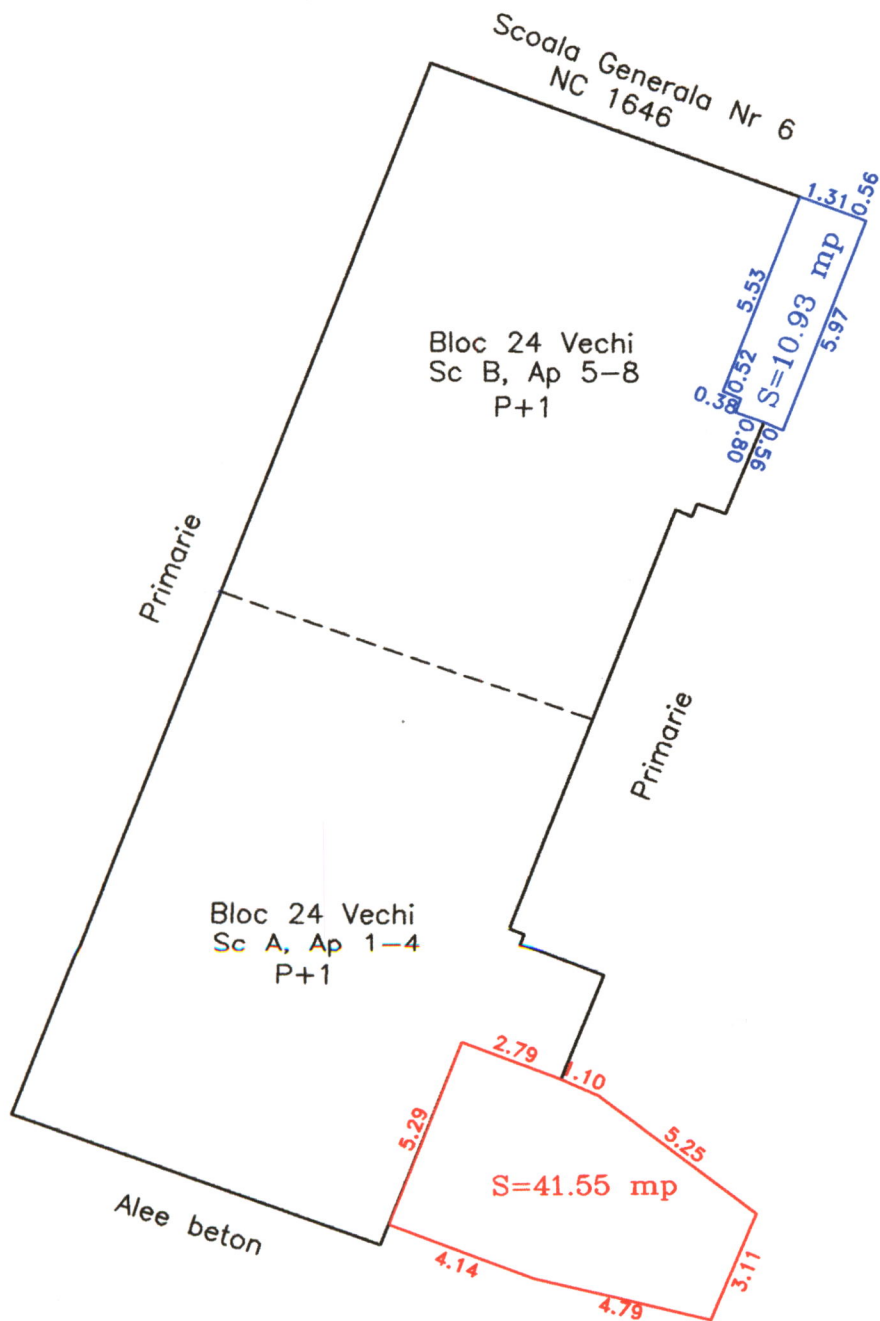 Scoala Generala Nr 6
NC 1646
1.31
0.56
5.53
S=10.93 mp
5.97
Bloc 24 Vechi
Sc B, Ap 5-8
P+1
0.52
0.38
0.80
0.56
Primarie
Primarie
Bloc 24 Vechi
Sc A, Ap 1-4
P+1
2.79
1.10
5.29
5.25
S=41.55 mp
Alee beton
4.14
3.11
4.79